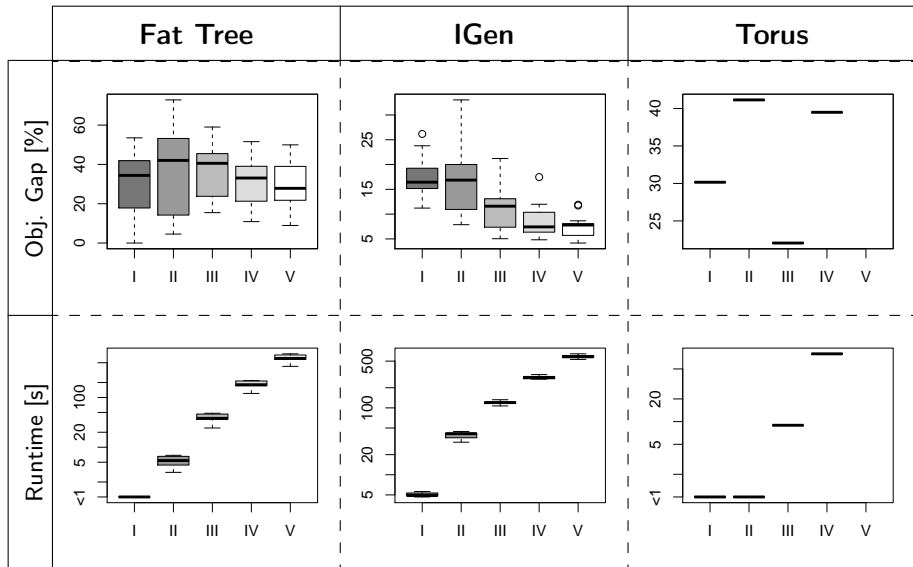 Fat Tree IGen Torus
Obj. Gap [%]
60
40
20
0
I II III IV V
25
15
5
I II III IV V
40
35
30
25
I II III IV V
Runtime [s]
100
20
5
<1
I II III IV V
500
100
20
5
I II III IV V
20
5
<1
I II III IV V